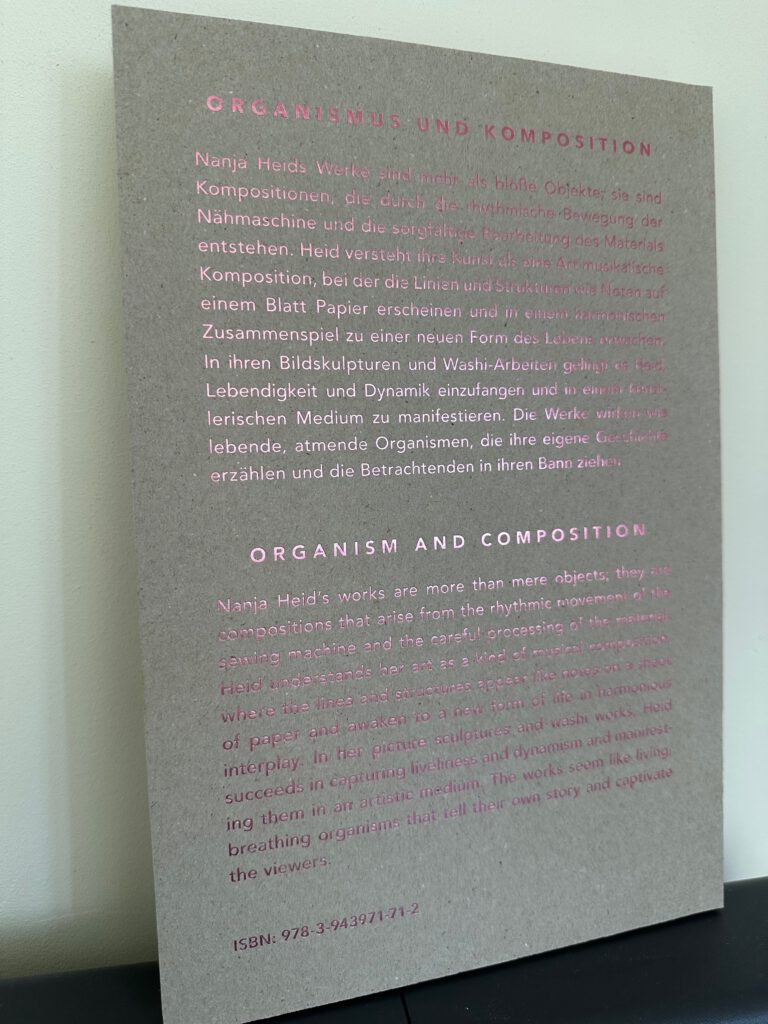 ORGANISMUS UND KOMPOSITION
Nanja Heids Werke sind mehr als bloße Objekte; sie sind
Kompositionen, die durch die rhythmische Bewegung der
Nähmaschine und die sorgfältige Bearbeitung des Materials
entstehen. Heid versteht ihre Kunst als eine Art musikalische
Komposition, bei der die Linien und Strukturen wie Noten auf
einem Blatt Papier erscheinen und in einem harmonischen
Zusammenspiel zu einer neuen Form des Lebens erwachen.
In ihren Bildskulpturen und Washi-Arbeiten gelingt es Heid,
Lebendigkeit und Dynamik einzufangen und in einem künst-
lerischen Medium zu manifestieren. Die Werke wirken wie
lebende, atmende Organismen, die ihre eigene Geschichte
erzählen und die Betrachtenden in ihren Bann ziehen.
ORGANISM AND COMPOSITION
Nanja Heid's works are more than mere objects; they are
compositions that arise from the rhythmic movement of the
sewing machine and the careful processing of the material.
Heid understands her art as a kind of musical composition,
where the lines and structures appear like notes on a sheet
of paper and awaken to a new form of life in harmonious
interplay. In her picture sculptures and washi works, Heid
succeeds in capturing liveliness and dynamism and manifest-
ing them in an artistic medium. The works seem like living,
breathing organisms that tell their own story and captivate
the viewers.
ISBN: 978-3-943971-71-2